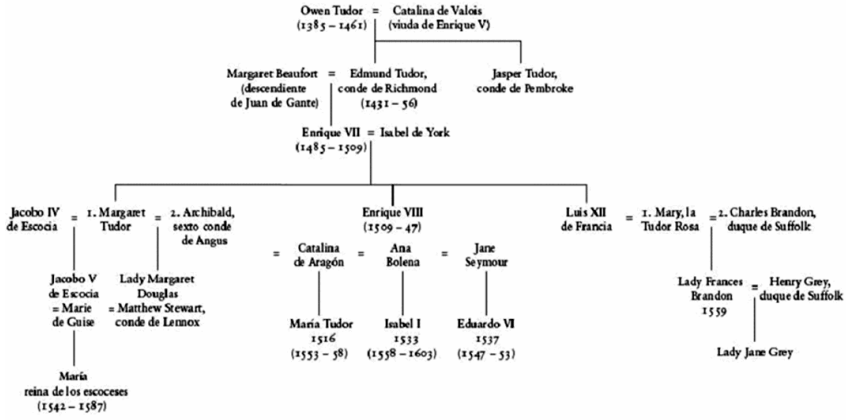 Owen Tudor = Catalina de Valois
(1385 – 1461) (viuda de Enrique V)
Margaret Beaufort = Edmund Tudor, Jasper Tudor,
(descendiente conde de Richmond conde de Pembroke
de Juan de Gante) (1431 – 56)
Enrique VII = Isabel de York
(1485 – 1509)
Jacobo IV = 1. Margaret = 2. Archibald, Enrique VIII Luis XII = 1. Mary, la = 2. Charles Brandon,
de Escocia Tudor sexto conde (1509 – 47) de Francia Tudor Rosa duque de Suffolk
de Angus
= Catalina = Ana = Jane
de Aragón Bolena Seymour
Jacobo V Lady Margaret Lady Frances = Henry Grey,
de Escocia Douglas Brandon duque de Suffolk
= Marie = Matthew Stewart, 1559
de Guise conde de Lennox
María Tudor Isabel I Eduardo VI
1516 1533 1537
(1553 – 58) (1558 – 1603) (1547 – 53)
Lady Jane Grey
María
reina de los escoceses
(1542 – 1587)